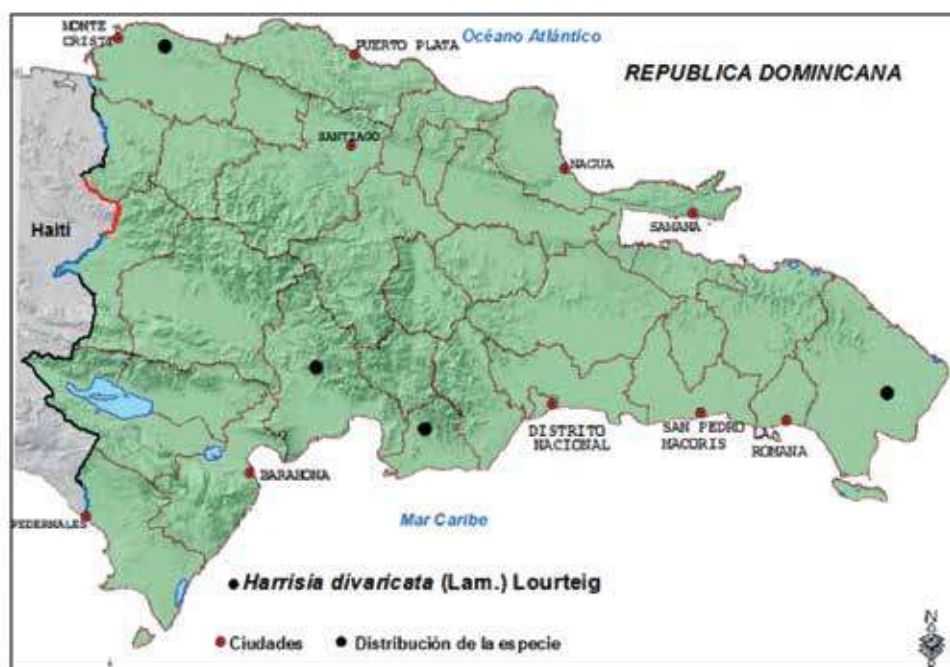 MONTE
CRISTI
PUERTO PLATA
Océano Atlántico
REPUBLICA DOMINICANA
SANTIAGO
NAGUA
SAMANA
Haití
DISTRITO
NACIONAL
SAN PEDRO
MACORIS
LA
ROMANA
BARAHONA
PEDERNALES
Mar Caribe
Harrisia divaricata (Lam.) Lourteig
Ciudades
Distribución de la especie
N